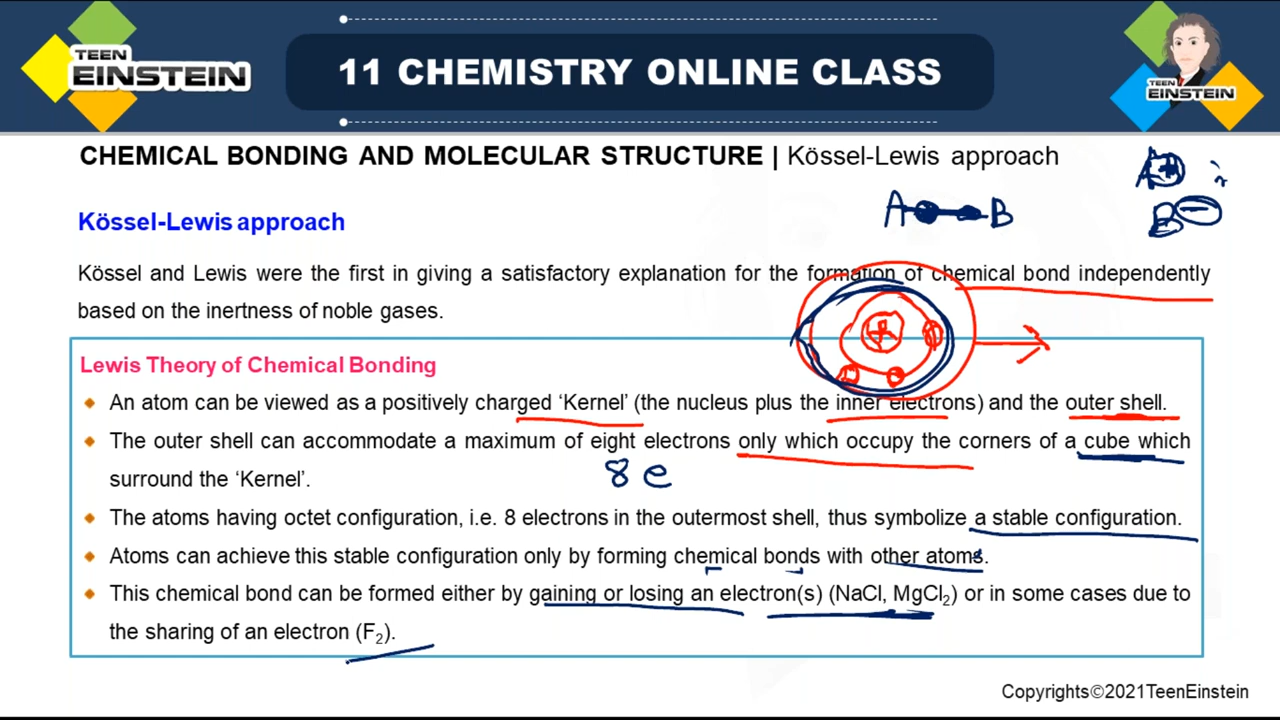 TEEN
EINSTEIN
11 CHEMISTRY ONLINE CLASS
TEEN
EINSTEIN
CHEMICAL BONDING AND MOLECULAR STRUCTURE | Kössel-Lewis approach
A +
B −
A B
Kössel-Lewis approach
Kössel and Lewis were the first in giving a satisfactory explanation for the formation of chemical bond independently
based on the inertness of noble gases.
+
Lewis Theory of Chemical Bonding
An atom can be viewed as a positively charged ‘Kernel’ (the nucleus plus the inner electrons) and the outer shell.
The outer shell can accommodate a maximum of eight electrons only which occupy the corners of a cube which
surround the ‘Kernel’.
8 e
The atoms having octet configuration, i.e. 8 electrons in the outermost shell, thus symbolize a stable configuration.
Atoms can achieve this stable configuration only by forming chemical bonds with other atoms.
This chemical bond can be formed either by gaining or losing an electron(s) (NaCl, MgCl₂) or in some cases due to
the sharing of an electron (F₂).
Copyrights©2021TeenEinstein